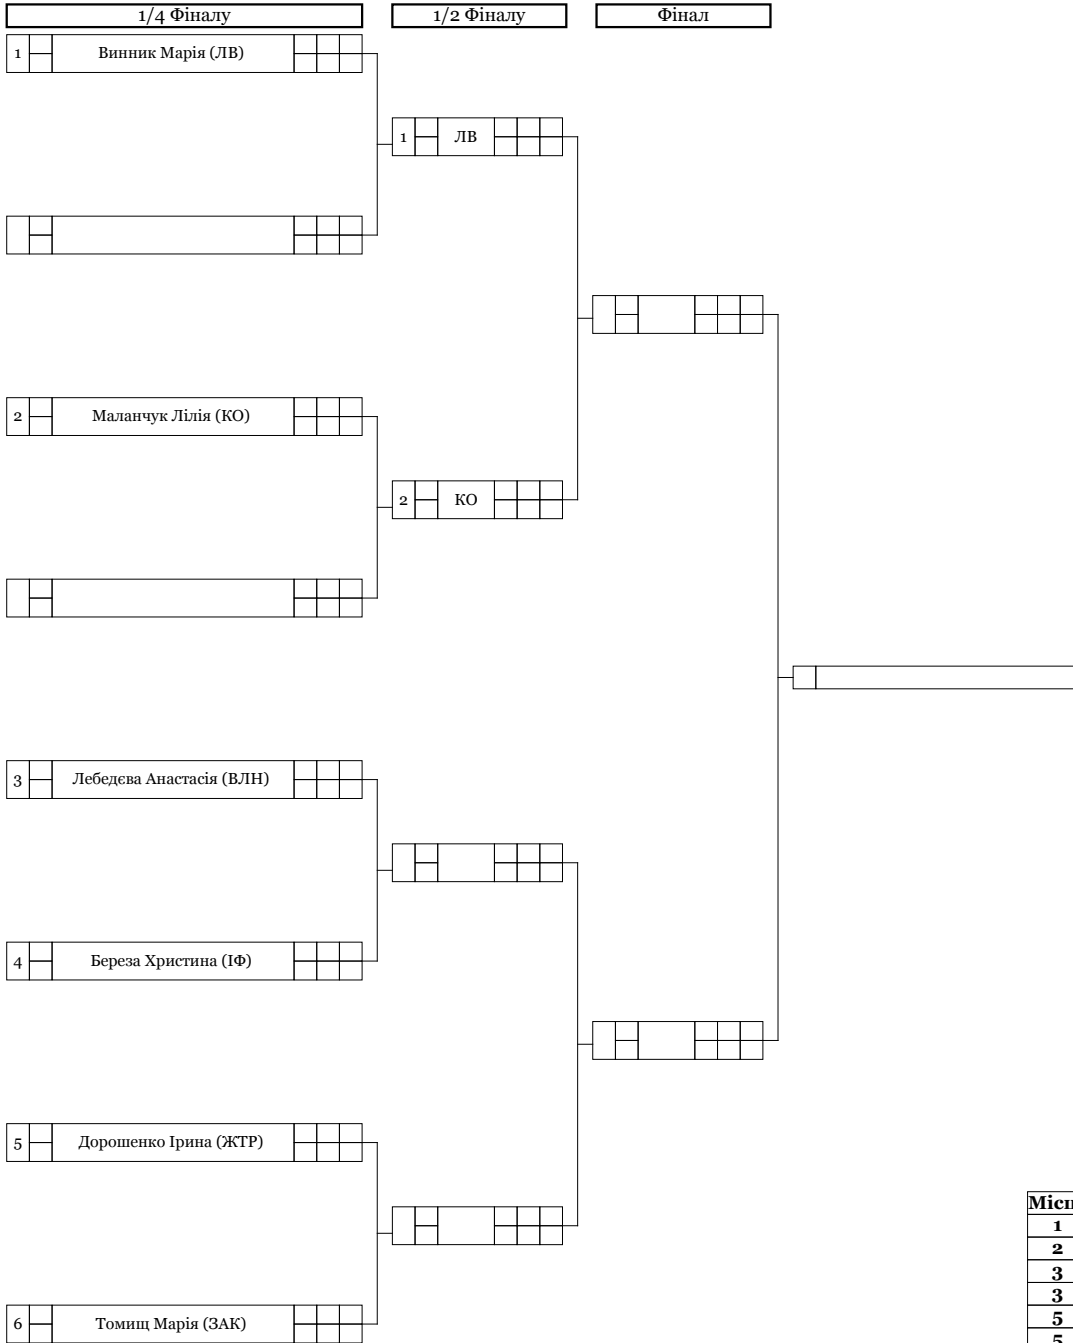 1/4 Фіналу
1/2 Фіналу
Фінал
1 Винник Марія (ЛВ)
1 ЛВ
2 Маланчук Лілія (КО)
2 КО
3 Лебедєва Анастасія (ВЛН)
4 Береза Христина (ІФ)
5 Дорошенко Ірина (ЖТР)
6 Томищ Марія (ЗАК)
1
2
3
3
5
5